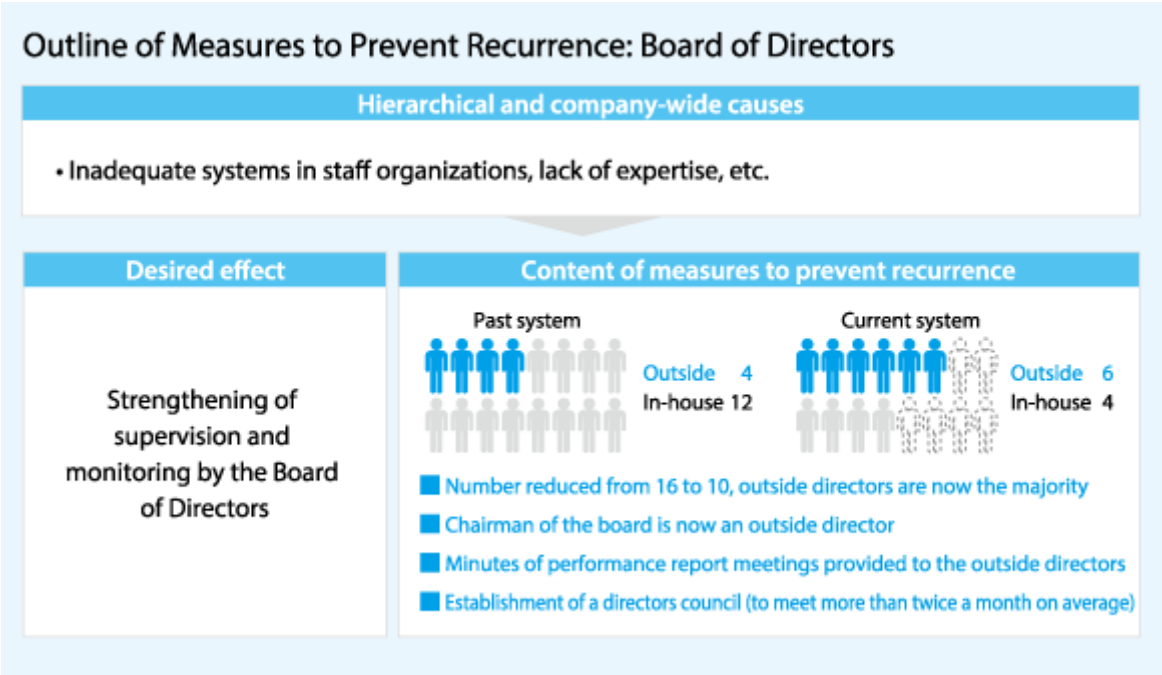 Outline of Measures to Prevent Recurrence: Board of Directors
Hierarchical and company-wide causes
• Inadequate systems in staff organizations, lack of expertise, etc.
Desired effect
Strengthening of
supervision and
monitoring by the Board
of Directors
Content of measures to prevent recurrence
Past system
Outside 4
In-house 12
Current system
Outside 6
In-house 4
■ Number reduced from 16 to 10, outside directors are now the majority
■ Chairman of the board is now an outside director
■ Minutes of performance report meetings provided to the outside directors
■ Establishment of a directors council (to meet more than twice a month on average)